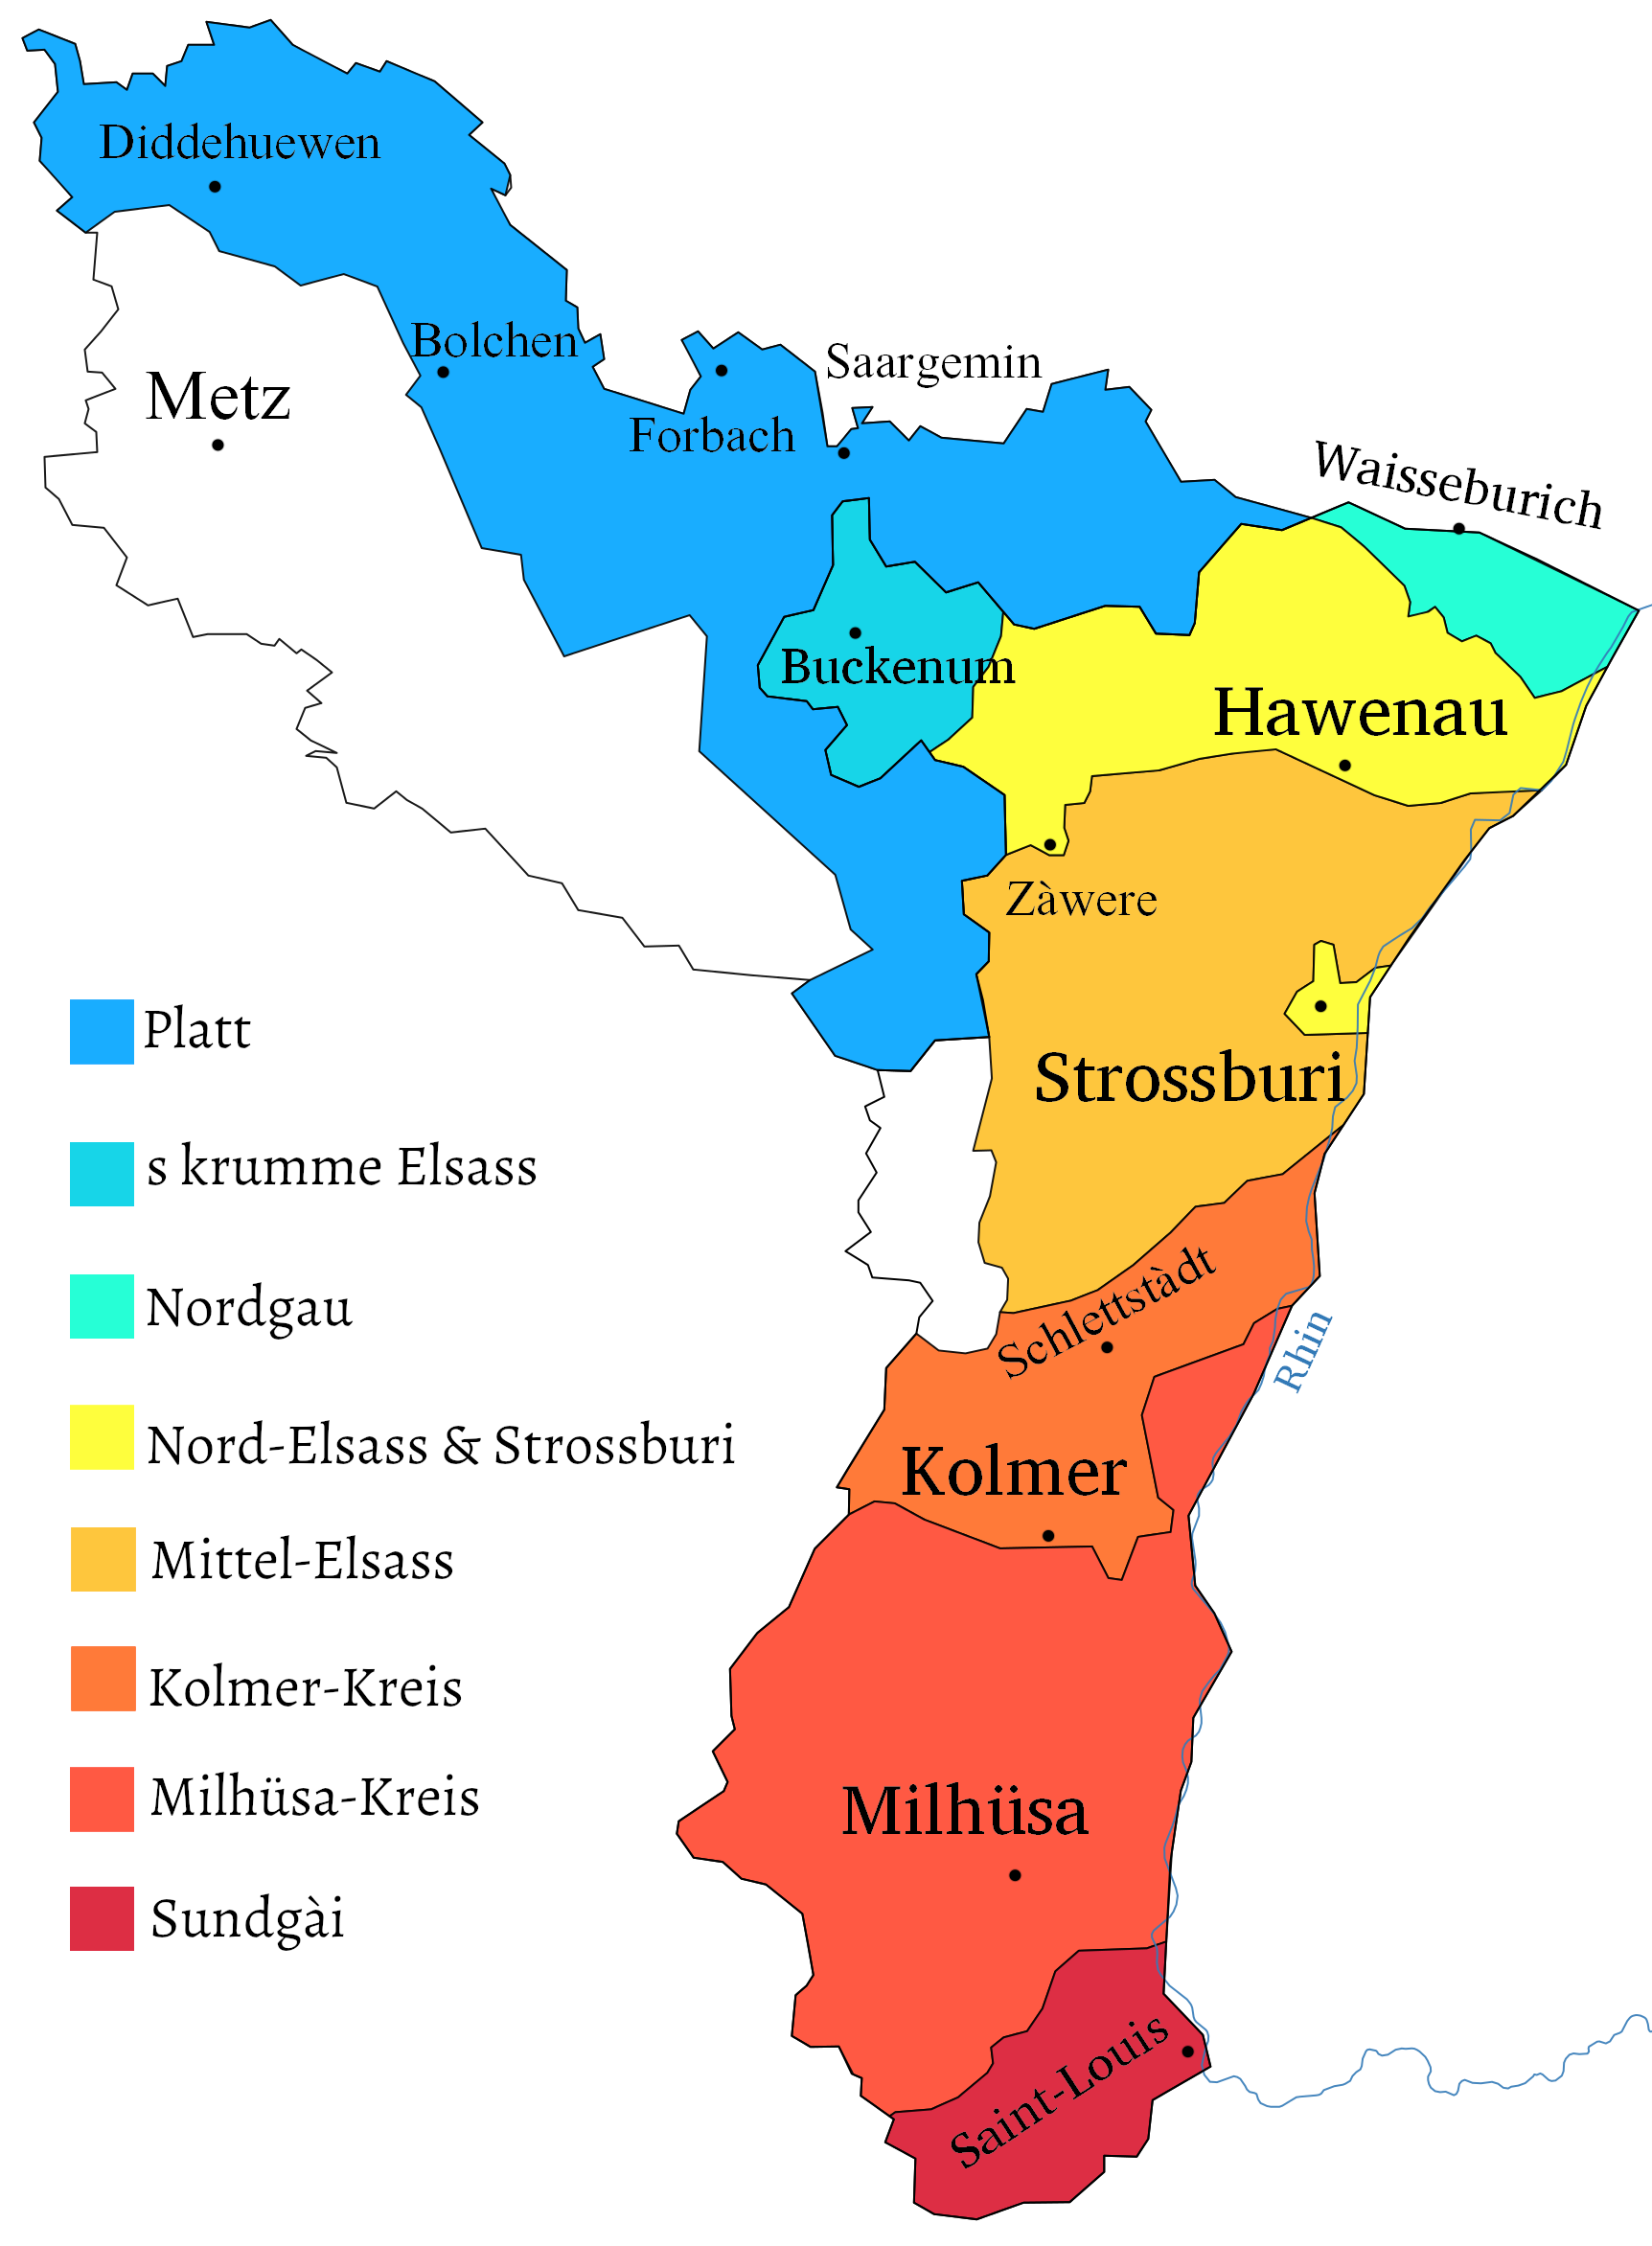 Diddehuewen
Bolchen
Metz
Saargemin
Forbach
Waisseburich
Buckenum
Hawenau
Zàwere
Strossburi
Schlettstàdt
Rhin
Kolmer
Milhüsa
Saint-Louis
Platt
s krumme Elsass
Nordgau
Nord-Elsass & Strossburi
Mittel-Elsass
Kolmer-Kreis
Milhüsa-Kreis
Sundgài